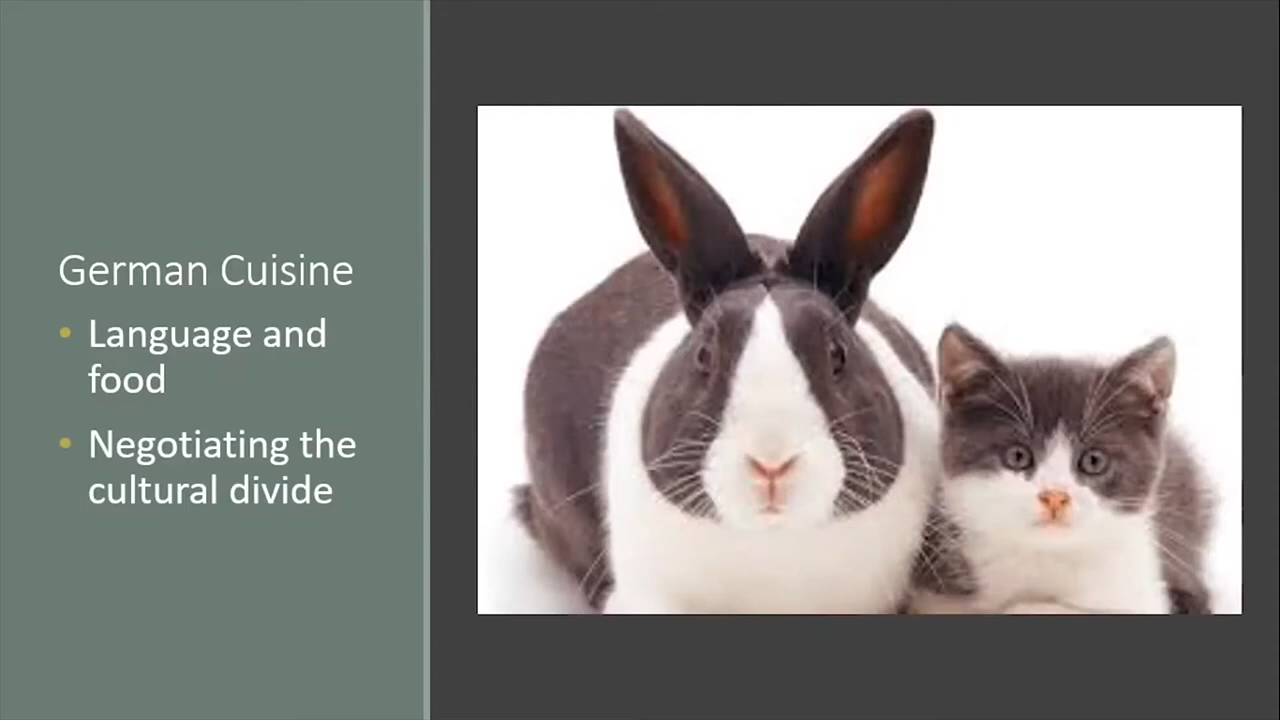 German Cuisine
• Language and
food
• Negotiating the
cultural divide